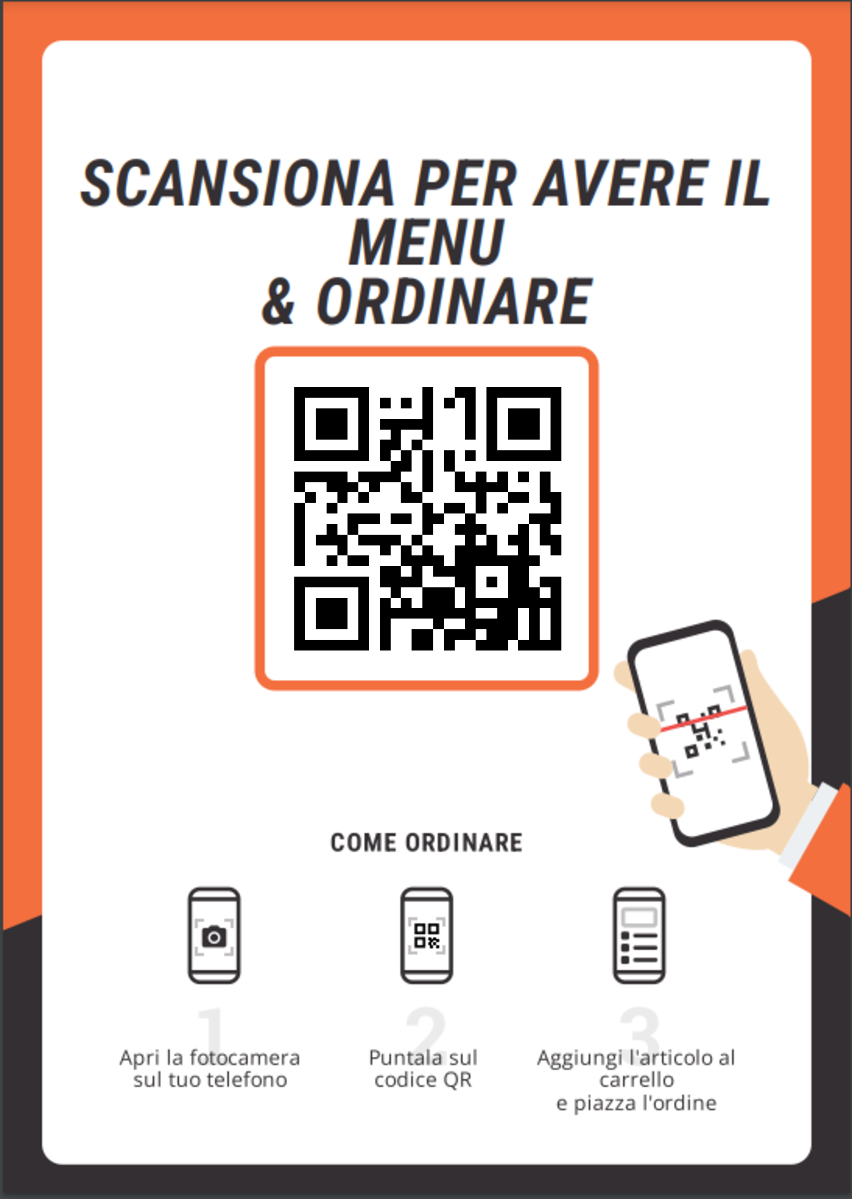 SCANSIONA PER AVERE IL
MENU
& ORDINARE
COME ORDINARE
1
Apri la fotocamera
sul tuo telefono
2
Puntala sul
codice QR
3
Aggiungi l'articolo al
carrello
e piazza l'ordine